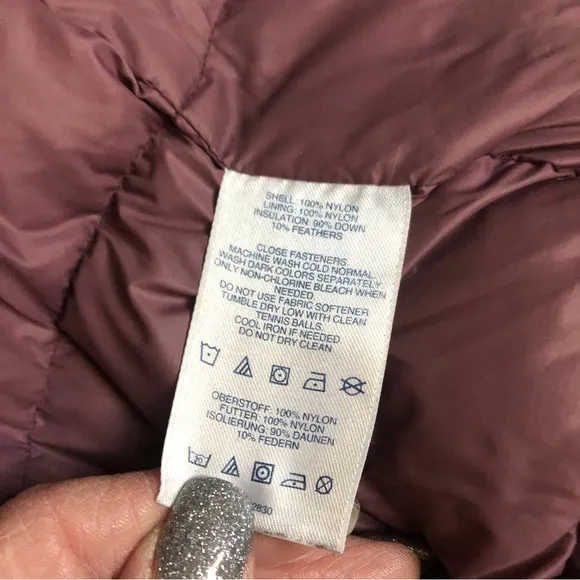 SHELL: 100% NYLON
LINING: 100% NYLON
INSULATION: 90% DOWN
10% FEATHERS
CLOSE FASTENERS.
MACHINE WASH COLD NORMAL.
WASH DARK COLORS SEPARATELY
ONLY NON-CHLORINE BLEACH WHEN
NEEDED.
DO NOT USE FABRIC SOFTENER
TUMBLE DRY LOW WITH CLEAN
TENNIS BALLS.
COOL IRON IF NEEDED
DO NOT DRY CLEAN.
OBERSTOFF: 100% NYLON
FUTTER: 100% NYLON
ISOLIERUNG: 90% DAUNEN
10% FEDERN
2830